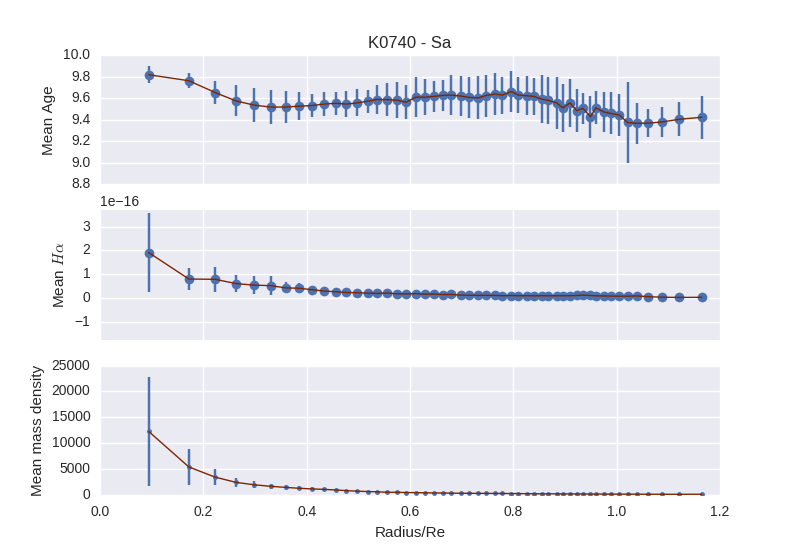 K0740 - Sa
10.0
9.8
9.6
9.4
9.2
9.0
8.8
Mean Age
1e−16
3
2
1
0
−1
Mean Hα
25000
20000
15000
10000
5000
0
Mean mass density
0.0 0.2 0.4 0.6 0.8 1.0 1.2
Radius/Re